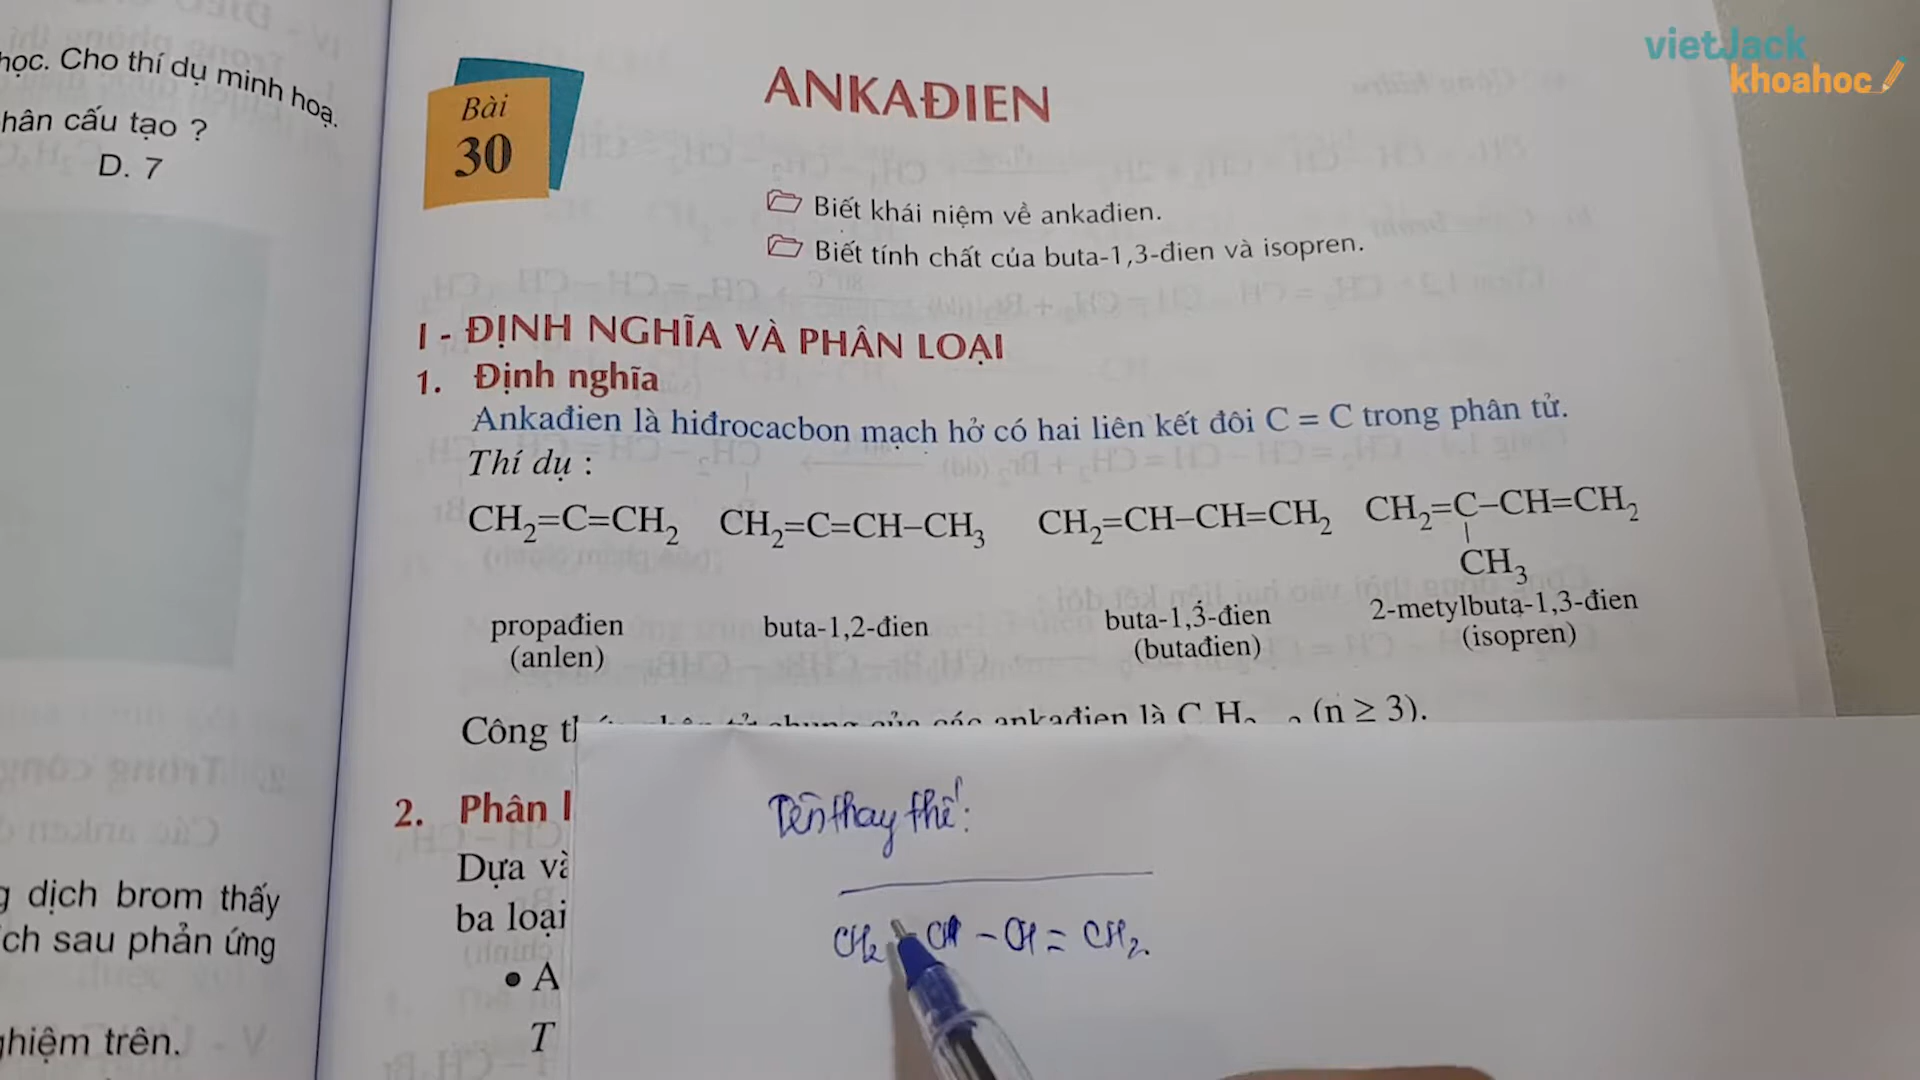 vietJack
khoahoc
học. Cho thí dụ minh hoạ.
hân cấu tạo ?
D. 7
dịch brom thấy
ch sau phản ứng
ghiệm trên.
Bài
30
ANKAĐIEN
Biết khái niệm về ankađien.
Biết tính chất của buta-1,3-đien và isopren.
I - ĐỊNH NGHĨA VÀ PHÂN LOẠI
1. Định nghĩa
Ankađien là hiđrocacbon mạch hở có hai liên kết đôi C = C trong phân tử.
Thí dụ :
CH₂=C=CH₂ CH₂=C=CH–CH₃ CH₂=CH–CH=CH₂ CH₂=C–CH=CH₂
CH₃
propađien buta-1,2-đien buta-1,3-đien 2-metylbuta-1,3-đien
(anlen) (butađien) (isopren)
Công của các ankađien là (n ≥ 3).
2. Phân l
Dựa và
ba loại
• A
T
Tên thay thế:
CH₂ CH – CH = CH₂.